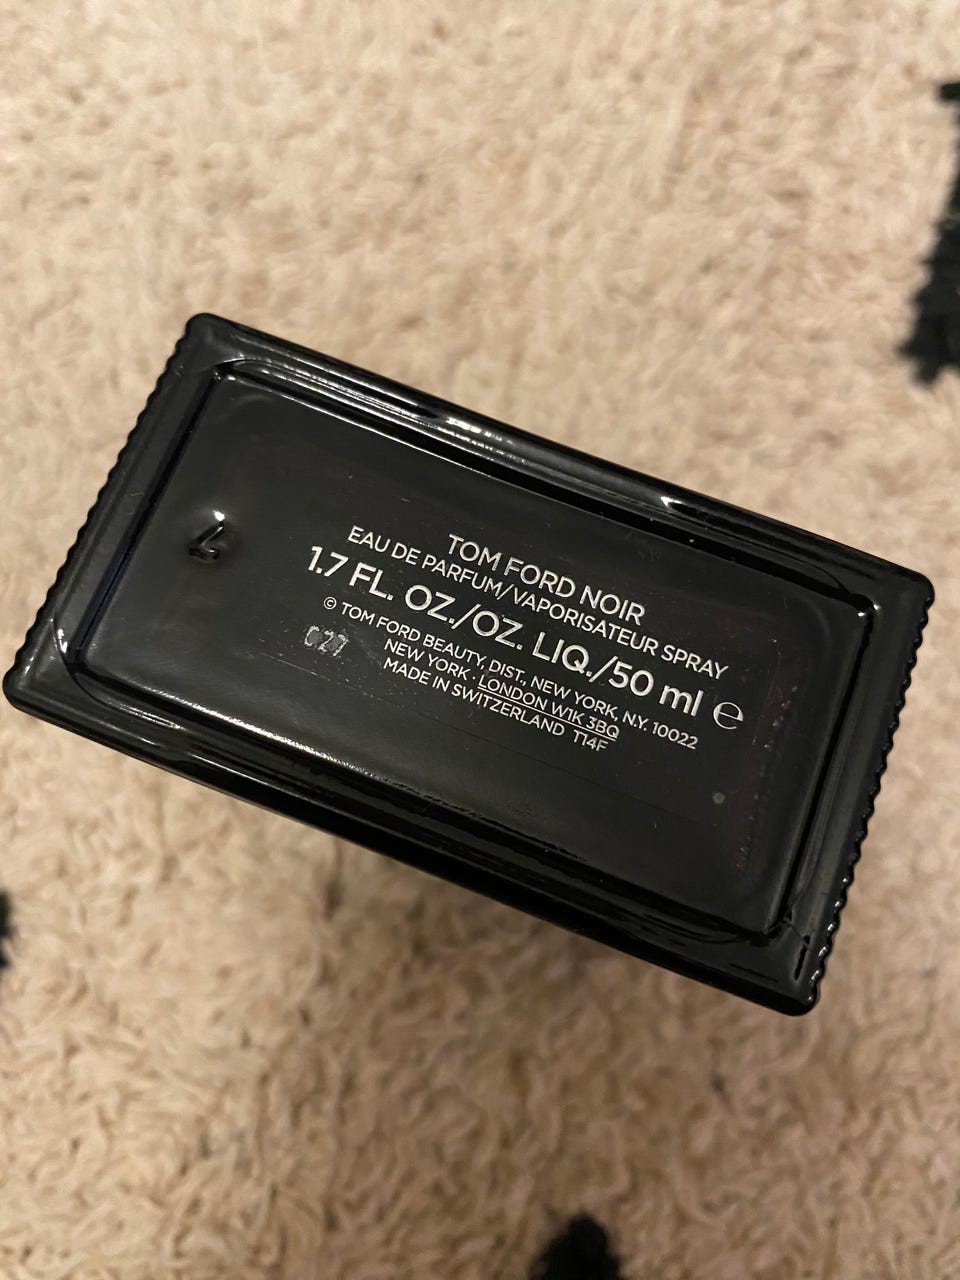 TOM FORD NOIR
EAU DE PARFUM/VAPORISATEUR SPRAY
1.7 FL. OZ./OZ. LIQ./50 ml ℮
© TOM FORD BEAUTY, DIST., NEW YORK, N.Y. 10022
NEW YORK · LONDON W1K 3BQ
MADE IN SWITZERLAND T14F